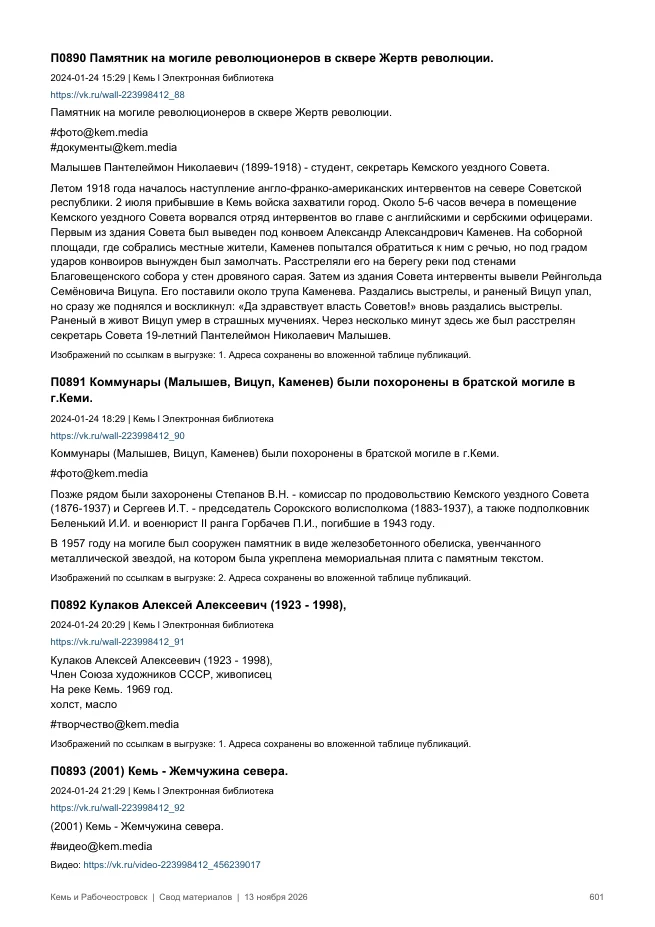 П0890 Памятник на могиле революционеров в сквере Жертв революции.
2024-01-24 15:29 | Кемь I Электронная библиотека
https://vk.ru/wall-223998412_88
Памятник на могиле революционеров в сквере Жертв революции.
#фото@kem.media
#документы@kem.media
Малышев Пантелеймон Николаевич (1899-1918) - студент, секретарь Кемского уездного Совета.
Летом 1918 года началось наступление англо-франко-американских интервентов на севере Советской
республики. 2 июля прибывшие в Кемь войска захватили город. Около 5-6 часов вечера в помещение
Кемского уездного Совета ворвался отряд интервентов во главе с английскими и сербскими офицерами.
Первым из здания Совета был выведен под конвоем Александр Александрович Каменев. На соборной
площади, где собрались местные жители, Каменев попытался обратиться к ним с речью, но под градом
ударов конвоиров вынужден был замолчать. Расстреляли его на берегу реки под стенами
Благовещенского собора у стен дровяного сарая. Затем из здания Совета интервенты вывели Рейнгольда
Семёновича Вицупа. Его поставили около трупа Каменева. Раздались выстрелы, и раненый Вицуп упал,
но сразу же поднялся и воскликнул: «Да здравствует власть Советов!» вновь раздались выстрелы.
Раненый в живот Вицуп умер в страшных мучениях. Через несколько минут здесь же был расстрелян
секретарь Совета 19-летний Пантелеймон Николаевич Малышев.
Изображений по ссылкам в выгрузке: 1. Адреса сохранены во вложенной таблице публикаций.
П0891 Коммунары (Малышев, Вицуп, Каменев) были похоронены в братской могиле в
г.Кеми.
2024-01-24 18:29 | Кемь I Электронная библиотека
https://vk.ru/wall-223998412_90
Коммунары (Малышев, Вицуп, Каменев) были похоронены в братской могиле в г.Кеми.
#фото@kem.media
Позже рядом были захоронены Степанов В.Н. - комиссар по продовольствию Кемского уездного Совета
(1876-1937) и Сергеев И.Т. - председатель Сорокского волисполкома (1883-1937), а также подполковник
Беленький И.И. и военюрист II ранга Горбачев П.И., погибшие в 1943 году.
В 1957 году на могиле был сооружен памятник в виде железобетонного обелиска, увенчанного
металлической звездой, на котором была укреплена мемориальная плита с памятным текстом.
Изображений по ссылкам в выгрузке: 2. Адреса сохранены во вложенной таблице публикаций.
П0892 Кулаков Алексей Алексеевич (1923 - 1998),
2024-01-24 20:29 | Кемь I Электронная библиотека
https://vk.ru/wall-223998412_91
Кулаков Алексей Алексеевич (1923 - 1998),
Член Союза художников СССР, живописец
На реке Кемь. 1969 год.
холст, масло
#творчество@kem.media
Изображений по ссылкам в выгрузке: 1. Адреса сохранены во вложенной таблице публикаций.
П0893 (2001) Кемь - Жемчужина севера.
2024-01-24 21:29 | Кемь I Электронная библиотека
https://vk.ru/wall-223998412_92
(2001) Кемь - Жемчужина севера.
#видео@kem.media
Видео: https://vk.ru/video-223998412_456239017
Кемь и Рабочеостровск | Свод материалов | 13 ноября 2026 601